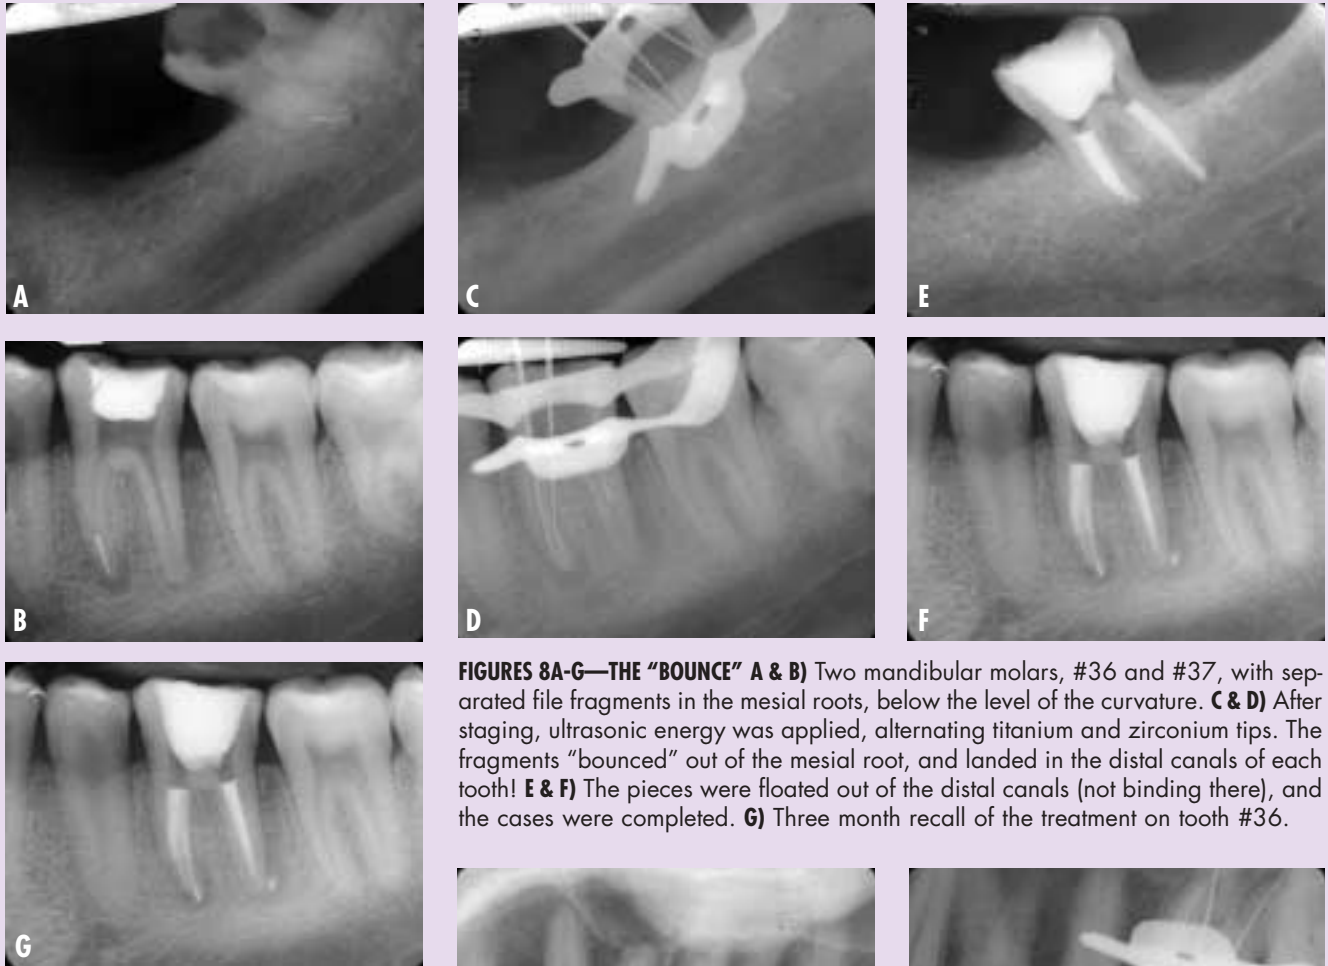 A
C
E
B
D
F
FIGURES 8A-G—THE “BOUNCE” A & B) Two mandibular molars, #36 and #37, with sep-
arated file fragments in the mesial roots, below the level of the curvature. C & D) After
staging, ultrasonic energy was applied, alternating titanium and zirconium tips. The
fragments “bounced” out of the mesial root, and landed in the distal canals of each
tooth! E & F) The pieces were floated out of the distal canals (not binding there), and
the cases were completed. G) Three month recall of the treatment on tooth #36.
G